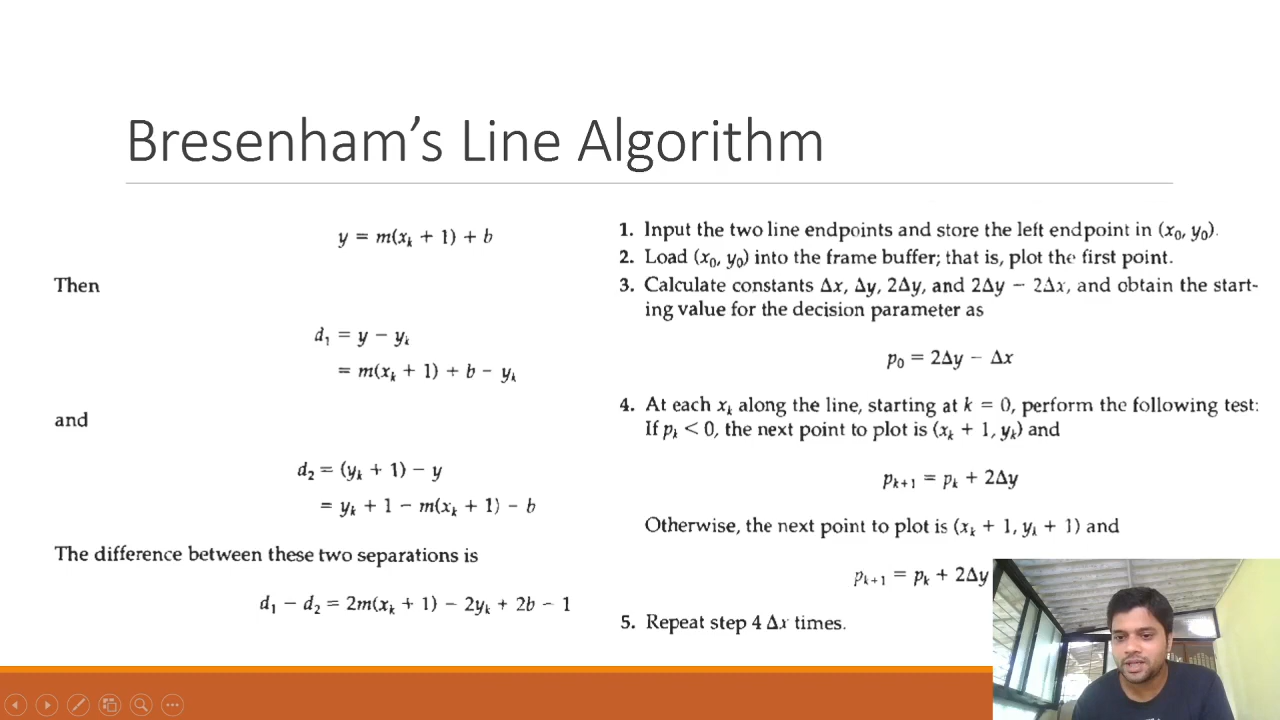 Bresenham's Line Algorithm
y = m(xₖ + 1) + b
Then
d₁ = y − yₖ
= m(xₖ + 1) + b − yₖ
and
d₂ = (yₖ + 1) − y
= yₖ + 1 − m(xₖ + 1) − b
The difference between these two separations is
d₁ − d₂ = 2m(xₖ + 1) − 2yₖ + 2b − 1
1. Input the two line endpoints and store the left endpoint in (x₀, y₀).
2. Load (x₀, y₀) into the frame buffer; that is, plot the first point.
3. Calculate constants Δx, Δy, 2Δy, and 2Δy − 2Δx, and obtain the start-
ing value for the decision parameter as
p₀ = 2Δy − Δx
4. At each xₖ along the line, starting at k = 0, perform the following test:
If pₖ < 0, the next point to plot is (xₖ + 1, yₖ) and
pₖ₊₁ = pₖ + 2Δy
Otherwise, the next point to plot is (xₖ + 1, yₖ + 1) and
pₖ₊₁ = pₖ + 2Δy
5. Repeat step 4 Δx times.